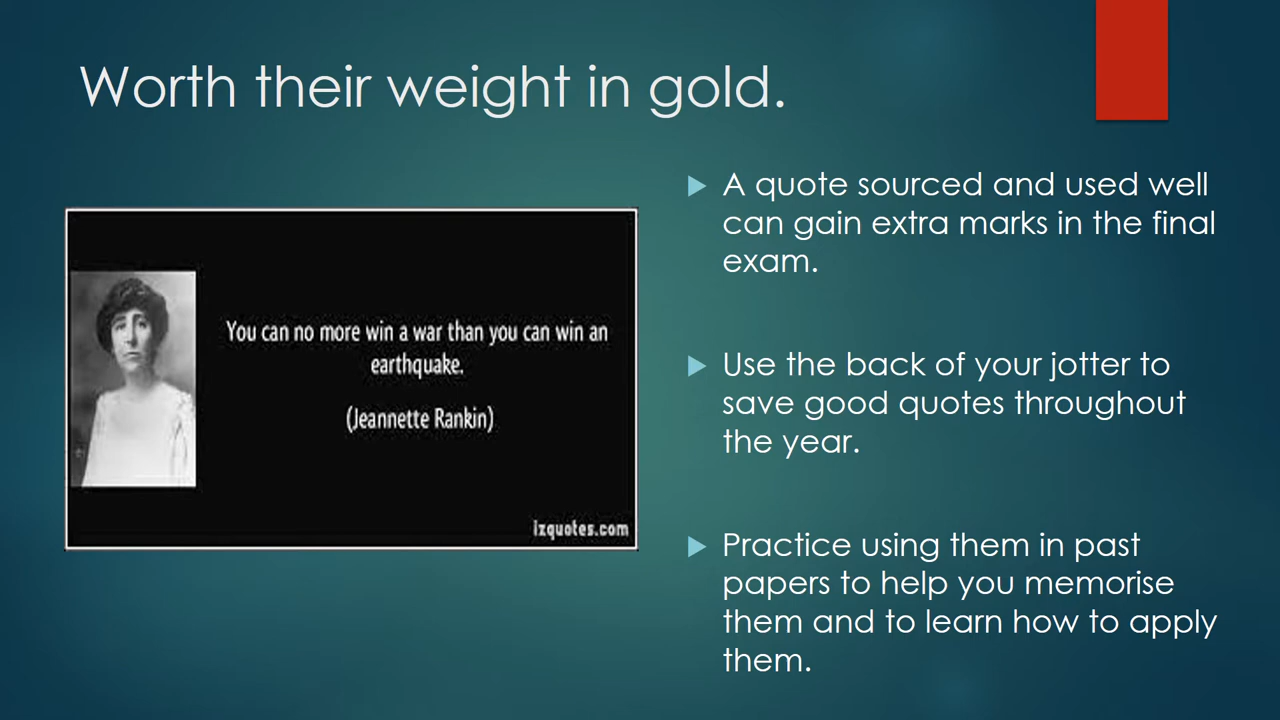 Worth their weight in gold.
You can no more win a war than you can win an
earthquake.
(Jeannette Rankin)
izquotes.com
A quote sourced and used well
can gain extra marks in the final
exam.
Use the back of your jotter to
save good quotes throughout
the year.
Practice using them in past
papers to help you memorise
them and to learn how to apply
them.